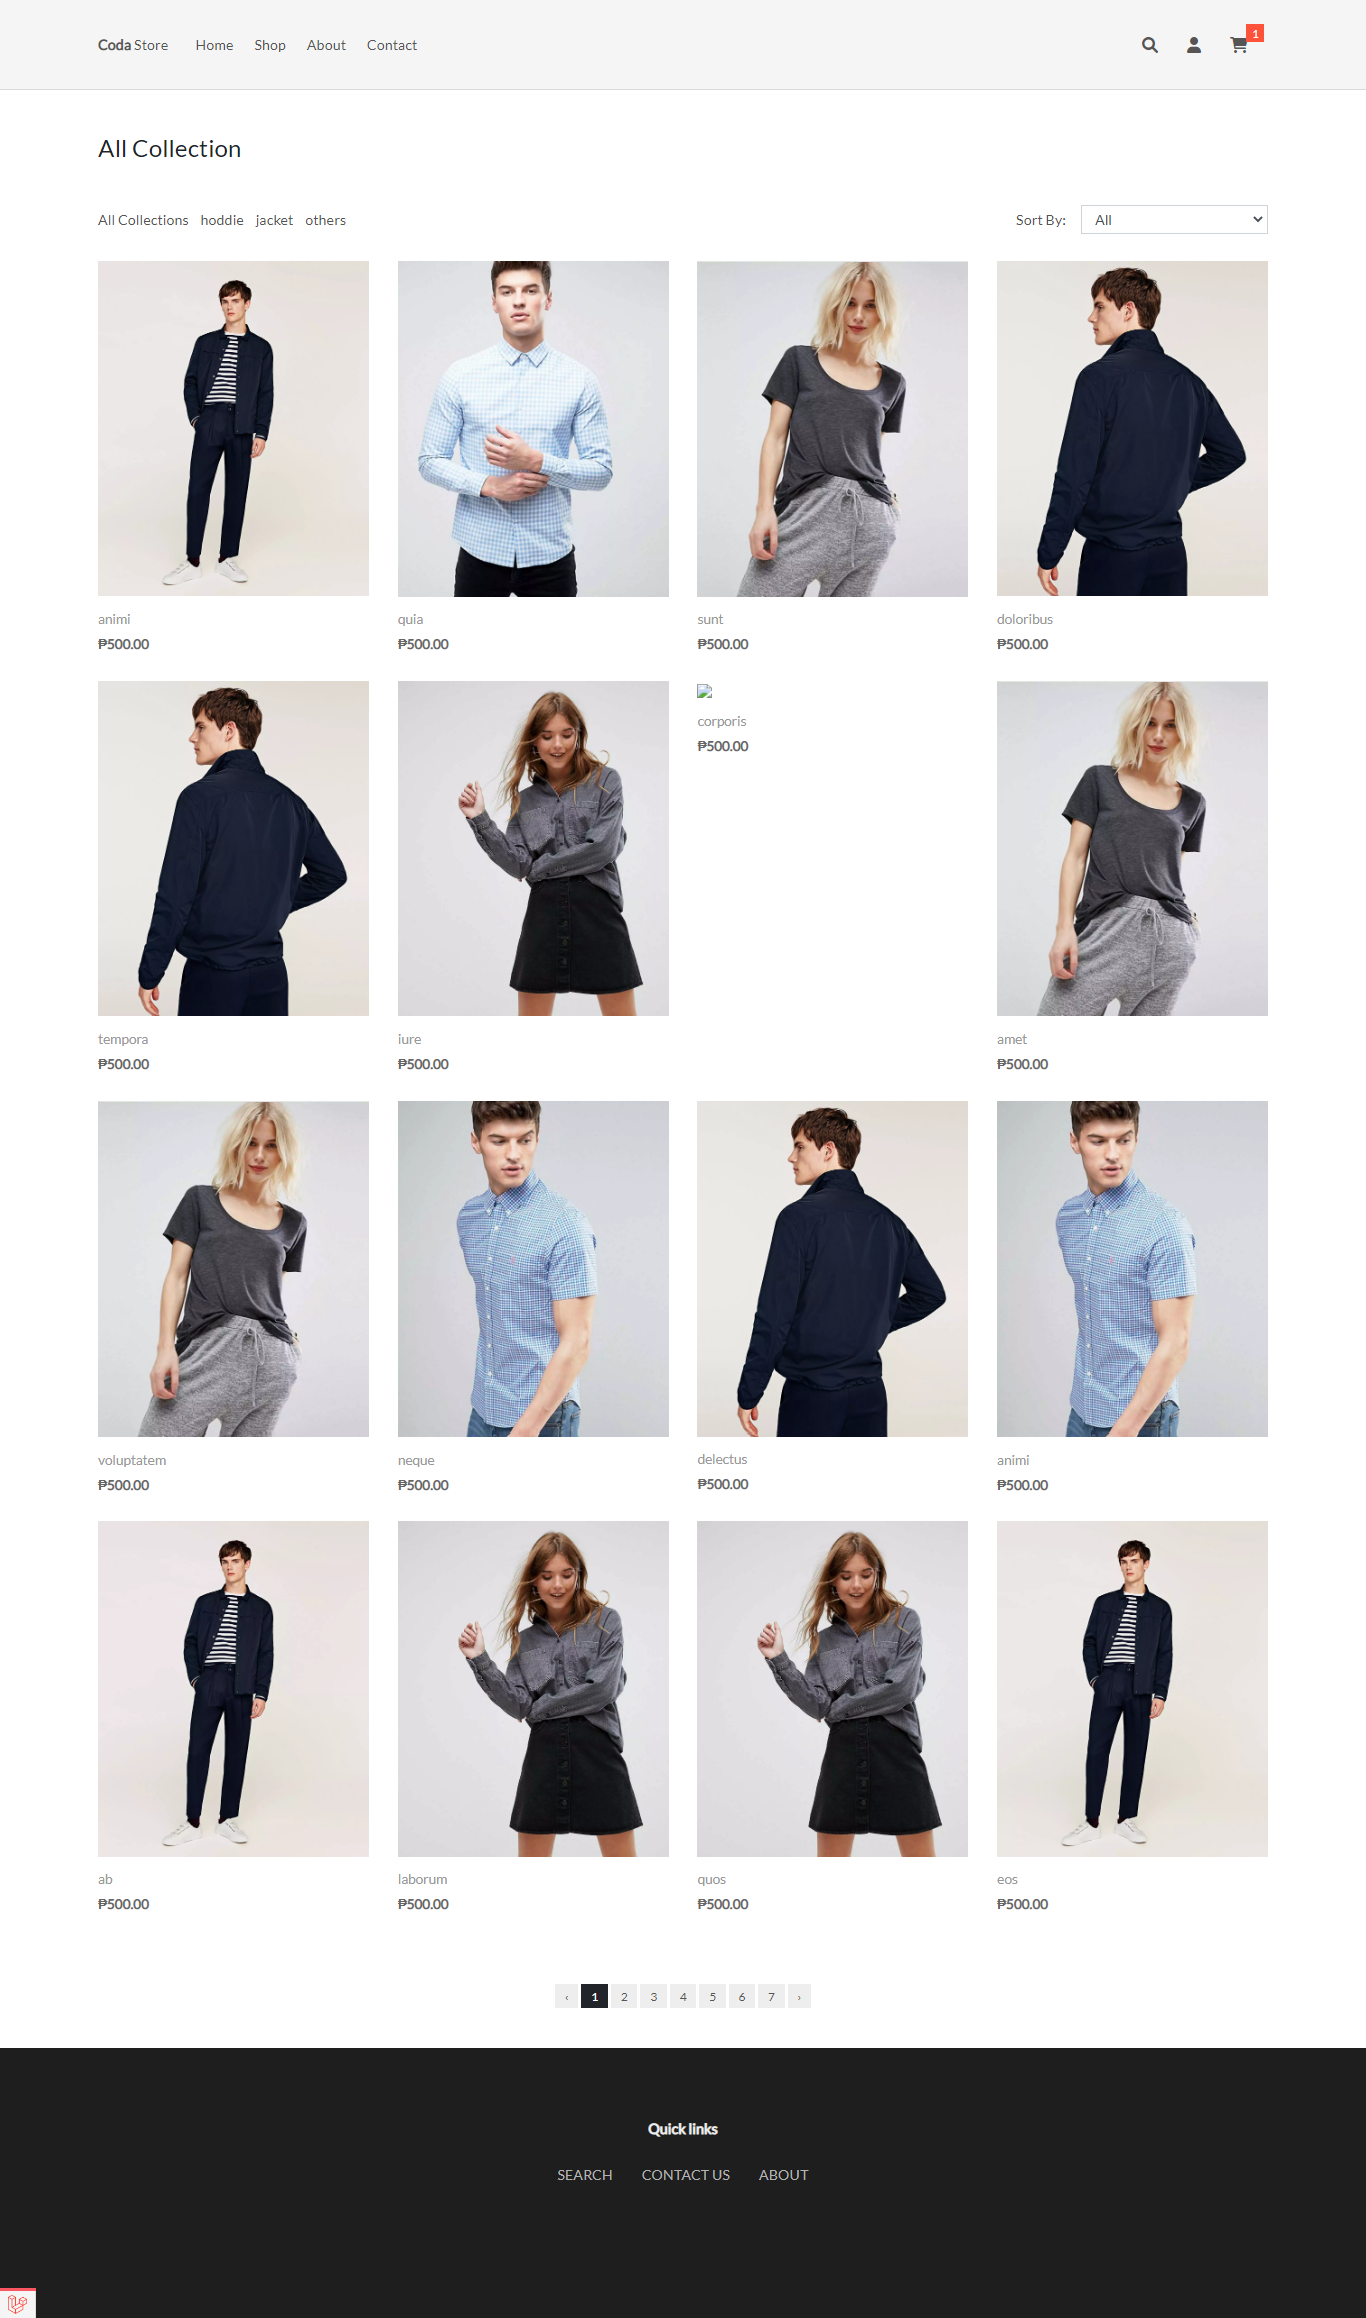 Coda Store Home Shop About Contact
1
All Collection
All Collections hoddie jacket others
Sort By: All
animi
₱500.00
quia
₱500.00
sunt
₱500.00
doloribus
₱500.00
tempora
₱500.00
iure
₱500.00
corporis
₱500.00
amet
₱500.00
voluptatem
₱500.00
neque
₱500.00
delectus
₱500.00
animi
₱500.00
ab
₱500.00
laborum
₱500.00
quos
₱500.00
eos
₱500.00
‹ 1 2 3 4 5 6 7 ›
Quick links
SEARCH CONTACT US ABOUT